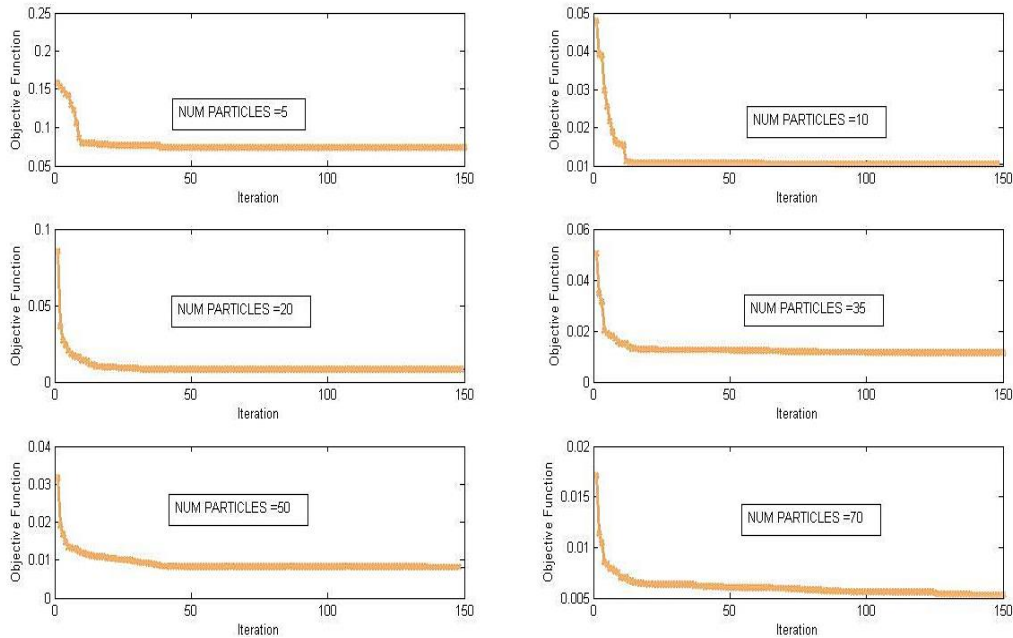 0.25
0.2
0.15
0.1
0.05
Objective Function
NUM PARTICLES =5
0
50
100
150
Iteration
0.05
0.04
0.03
0.02
0.01
Objective Function
NUM PARTICLES =10
0
50
100
150
Iteration
0.1
0.05
0
Objective Function
NUM PARTICLES =20
0
50
100
150
Iteration
0.06
0.04
0.02
0
Objective Function
NUM PARTICLES =35
0
50
100
150
Iteration
0.04
0.03
0.02
0.01
0
Objective Function
NUM PARTICLES =50
0
50
100
150
Iteration
0.02
0.015
0.01
0.005
Objective Function
NUM PARTICLES =70
0
50
100
150
Iteration